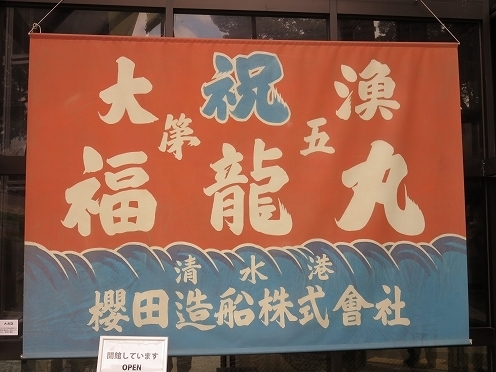 大祝漁
第五
福龍丸
清水港
櫻田造船株式會社
開館しています
OPEN